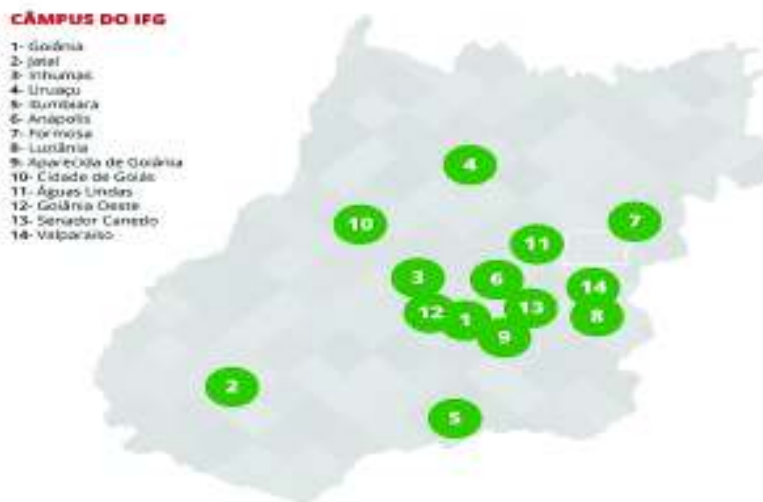 CÂMPUS DO IFG
1- Goiânia
2- Jataí
3- Inhumas
4- Uruaçu
5- Itumbiara
6- Anápolis
7- Formosa
8- Luziânia
9- Aparecida de Goiânia
10- Cidade de Goiás
11- Águas Lindas
12- Goiânia Oeste
13- Senador Canedo
14- Valparaíso
4
10
7
11
3
6
14
12
1
13
8
9
2
5